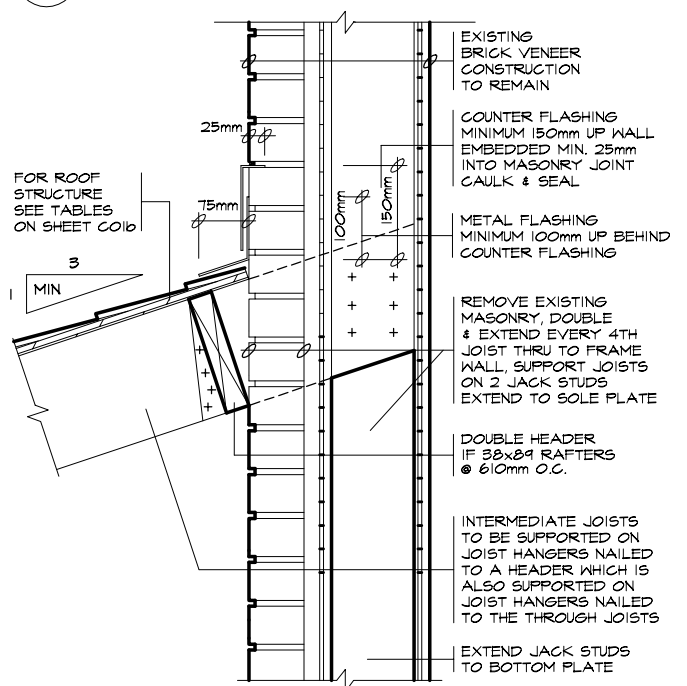 EXISTING
BRICK VENEER
CONSTRUCTION
TO REMAIN
COUNTER FLASHING
MINIMUM 150mm UP WALL
EMBEDDED MIN. 25mm
INTO MASONRY JOINT
CAULK & SEAL
25mm
FOR ROOF
STRUCTURE
SEE TABLES
ON SHEET C01b
75mm
100mm
150mm
METAL FLASHING
MINIMUM 100mm UP BEHIND
COUNTER FLASHING
3
1
MIN
REMOVE EXISTING
MASONRY, DOUBLE
& EXTEND EVERY 4TH
JOIST THRU TO FRAME
WALL, SUPPORT JOISTS
ON 2 JACK STUDS
EXTEND TO SOLE PLATE
DOUBLE HEADER
IF 38x89 RAFTERS
@ 610mm O.C.
INTERMEDIATE JOISTS
TO BE SUPPORTED ON
JOIST HANGERS NAILED
TO A HEADER WHICH IS
ALSO SUPPORTED ON
JOIST HANGERS NAILED
TO THE THROUGH JOISTS
EXTEND JACK STUDS
TO BOTTOM PLATE